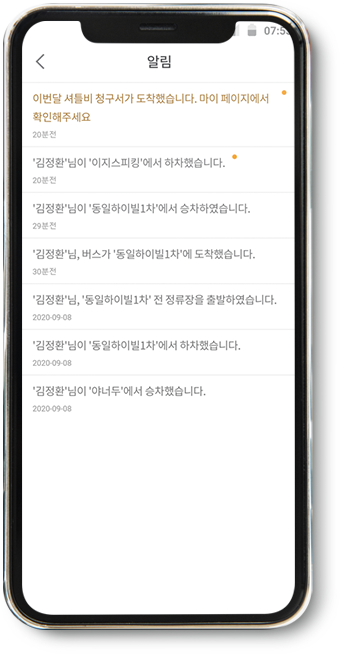 07:5
알림
이번달 셔틀비 청구서가 도착했습니다. 마이 페이지에서
확인해주세요
20분전
'김정환'님이 '이지스피킹'에서 하차했습니다.
20분전
'김정환'님이 '동일하이빌1차'에서 승차하였습니다.
29분전
'김정환'님, 버스가 '동일하이빌1차'에 도착했습니다.
30분전
'김정환'님, '동일하이빌1차' 전 정류장을 출발하였습니다.
2020-09-08
'김정환'님이 '동일하이빌1차'에서 하차했습니다.
2020-09-08
'김정환'님이 '야너두'에서 승차했습니다.
2020-09-08